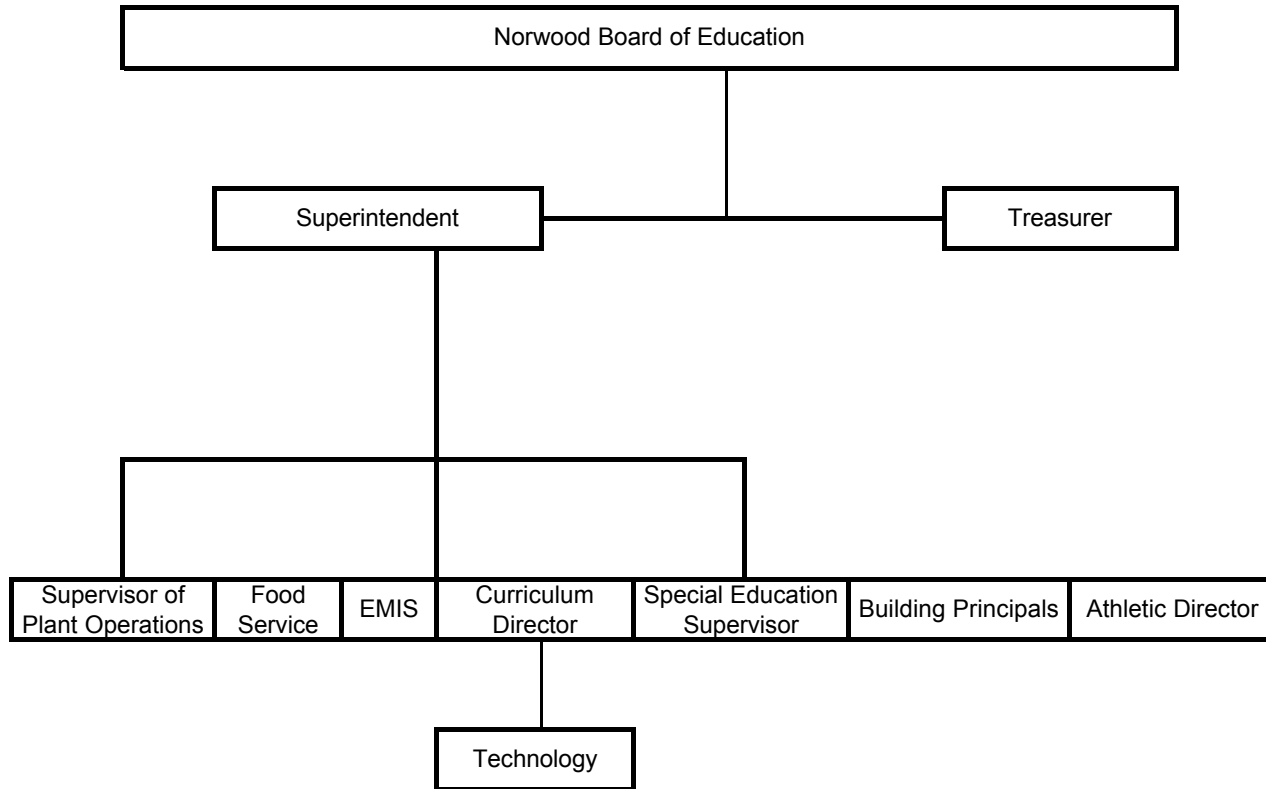 Norwood Board of Education
Superintendent
Treasurer
Supervisor of
Plant Operations
Food
Service
EMIS
Curriculum
Director
Special Education
Supervisor
Building Principals
Athletic Director
Technology